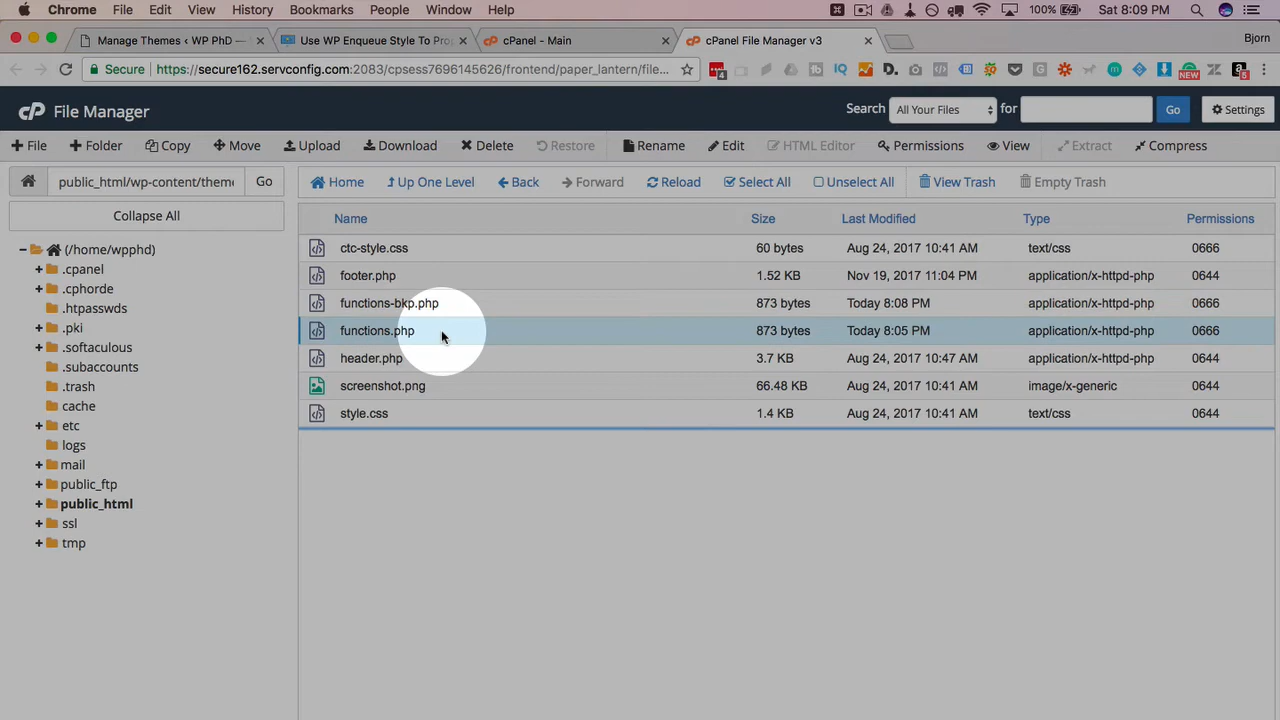 Chrome File Edit View History Bookmarks People Window Help 100% Sat 8:09 PM
Manage Themes ‹ WP PhD — × Use WP Enqueue Style To Pro × cPanel - Main × cPanel File Manager v3 × Bjorn
Secure https://secure162.servconfig.com:2083/cpsess7696145626/frontend/paper_lantern/file...
File Manager Search All Your Files for Go Settings
File Folder Copy Move Upload Download Delete Restore Rename Edit HTML Editor Permissions View Extract Compress
public_html/wp-content/theme Go Home Up One Level Back Forward Reload Select All Unselect All View Trash Empty Trash
Collapse All
Name Size Last Modified Type Permissions
ctc-style.css 60 bytes Aug 24, 2017 10:41 AM text/css 0666
footer.php 1.52 KB Nov 19, 2017 11:04 PM application/x-httpd-php 0644
functions-bkp.php 873 bytes Today 8:08 PM application/x-httpd-php 0666
functions.php 873 bytes Today 8:05 PM application/x-httpd-php 0666
header.php 3.7 KB Aug 24, 2017 10:47 AM application/x-httpd-php 0644
screenshot.png 66.48 KB Aug 24, 2017 10:41 AM image/x-generic 0644
style.css 1.4 KB Aug 24, 2017 10:41 AM text/css 0644
(/home/wpphd)
.cpanel
.cphorde
.htpasswds
.pki
.softaculous
.subaccounts
.trash
cache
etc
logs
mail
public_ftp
public_html
ssl
tmp